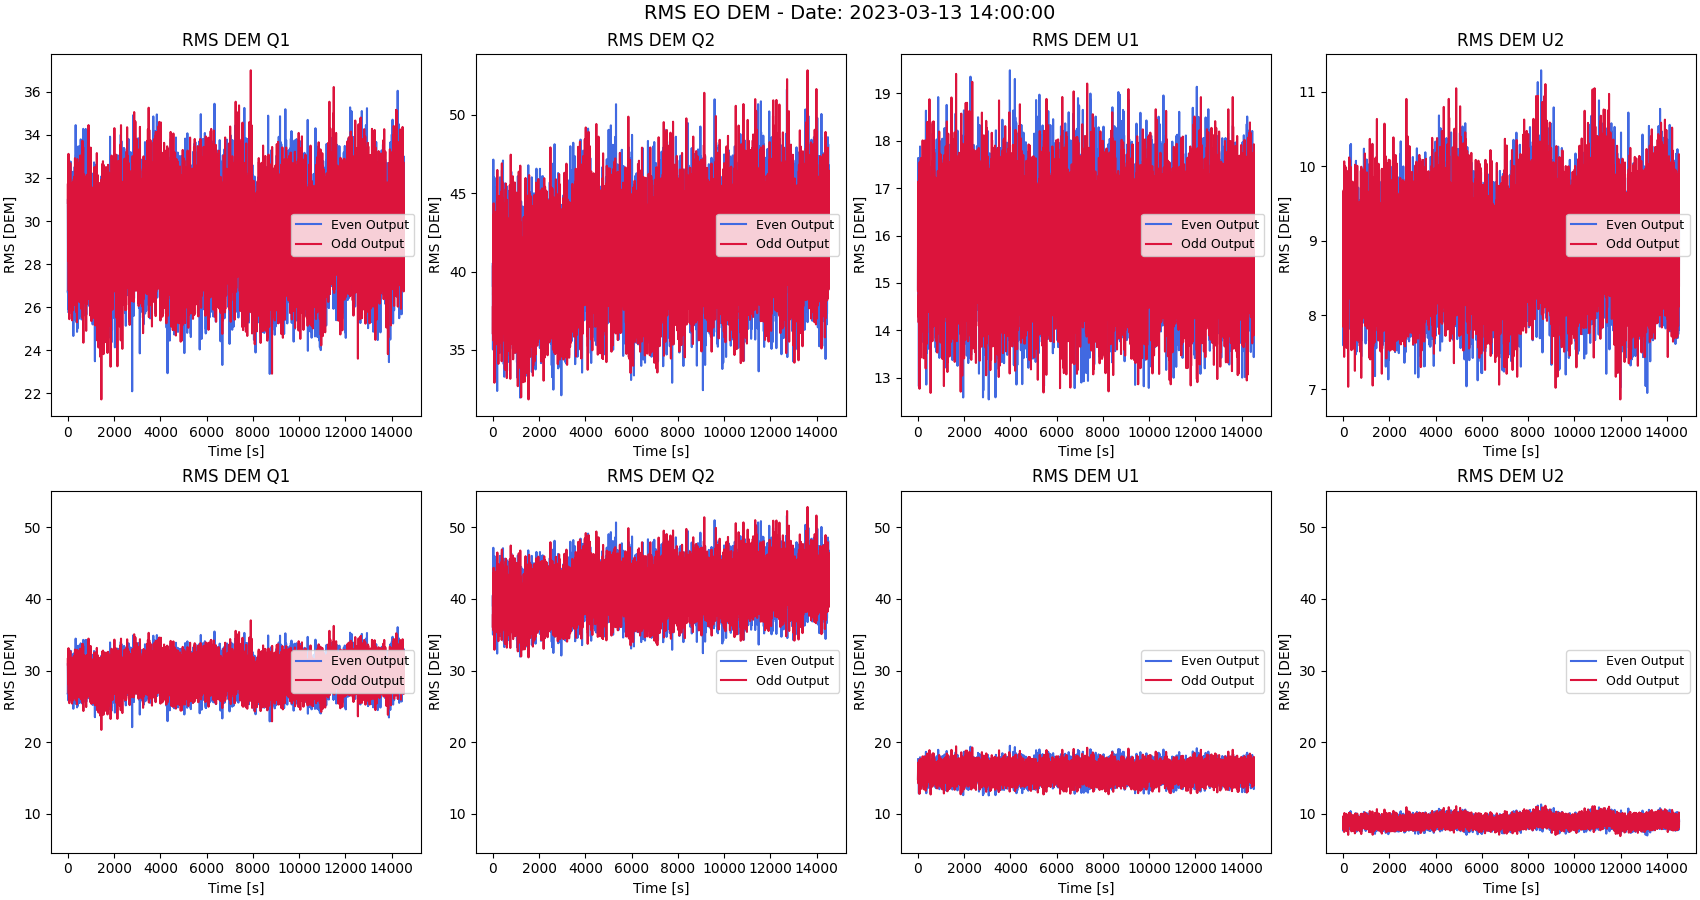 RMS EO DEM - Date: 2023-03-13 14:00:00
RMS DEM Q1
RMS [DEM]
36
34
32
30
28
26
24
22
0 2000 4000 6000 8000 10000 12000 14000
Time [s]
Even Output
Odd Output
RMS DEM Q2
RMS [DEM]
50
45
40
35
0 2000 4000 6000 8000 10000 12000 14000
Time [s]
Even Output
Odd Output
RMS DEM U1
RMS [DEM]
19
18
17
16
15
14
13
0 2000 4000 6000 8000 10000 12000 14000
Time [s]
Even Output
Odd Output
RMS DEM U2
RMS [DEM]
11
10
9
8
7
0 2000 4000 6000 8000 10000 12000 14000
Time [s]
Even Output
Odd Output
RMS DEM Q1
RMS [DEM]
50
40
30
20
10
0 2000 4000 6000 8000 10000 12000 14000
Time [s]
Even Output
Odd Output
RMS DEM Q2
RMS [DEM]
50
40
30
20
10
0 2000 4000 6000 8000 10000 12000 14000
Time [s]
Even Output
Odd Output
RMS DEM U1
RMS [DEM]
50
40
30
20
10
0 2000 4000 6000 8000 10000 12000 14000
Time [s]
Even Output
Odd Output
RMS DEM U2
RMS [DEM]
50
40
30
20
10
0 2000 4000 6000 8000 10000 12000 14000
Time [s]
Even Output
Odd Output